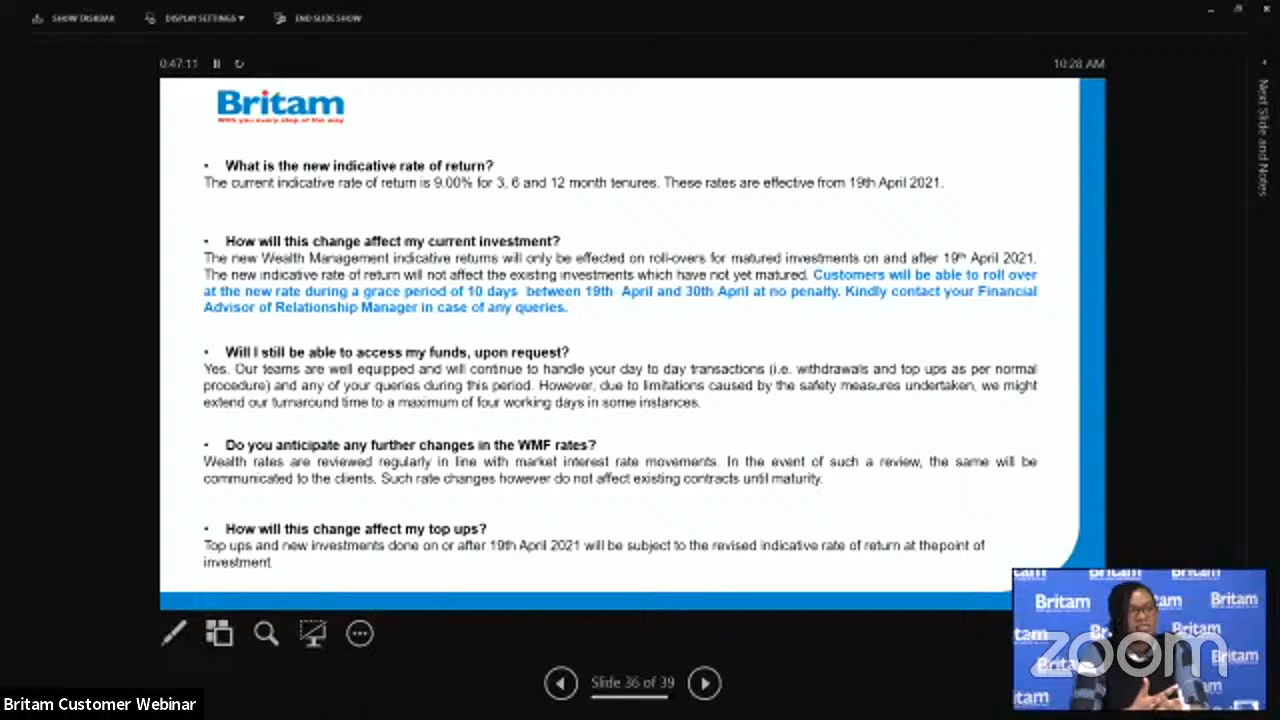 SHOW TASKBAR
DISPLAY SETTINGS ▾
END SLIDE SHOW
0:47:11
10:28 AM
Next Slide and Notes
Britam
With you every step of the way
• What is the new indicative rate of return?
The current indicative rate of return is 9.00% for 3, 6 and 12 month tenures. These rates are effective from 19th April 2021.
• How will this change affect my current investment?
The new Wealth Management indicative returns will only be effected on roll-overs for matured investments on and after 19th April 2021.
The new indicative rate of return will not affect the existing investments which have not yet matured. Customers will be able to roll over
at the new rate during a grace period of 10 days between 19th April and 30th April at no penalty. Kindly contact your Financial
Advisor of Relationship Manager in case of any queries.
• Will I still be able to access my funds, upon request?
Yes. Our teams are well equipped and will continue to handle your day to day transactions (i.e. withdrawals and top ups as per normal
procedure) and any of your queries during this period. However, due to limitations caused by the safety measures undertaken, we might
extend our turnaround time to a maximum of four working days in some instances.
• Do you anticipate any further changes in the WMF rates?
Wealth rates are reviewed regularly in line with market interest rate movements. In the event of such a review, the same will be
communicated to the clients. Such rate changes however do not affect existing contracts until maturity.
• How will this change affect my top ups?
Top ups and new investments done on or after 19th April 2021 will be subject to the revised indicative rate of return at thepoint of
investment
Britam
Britam
Britam
Britam
zoom
Slide 36 of 39
Britam Customer Webinar